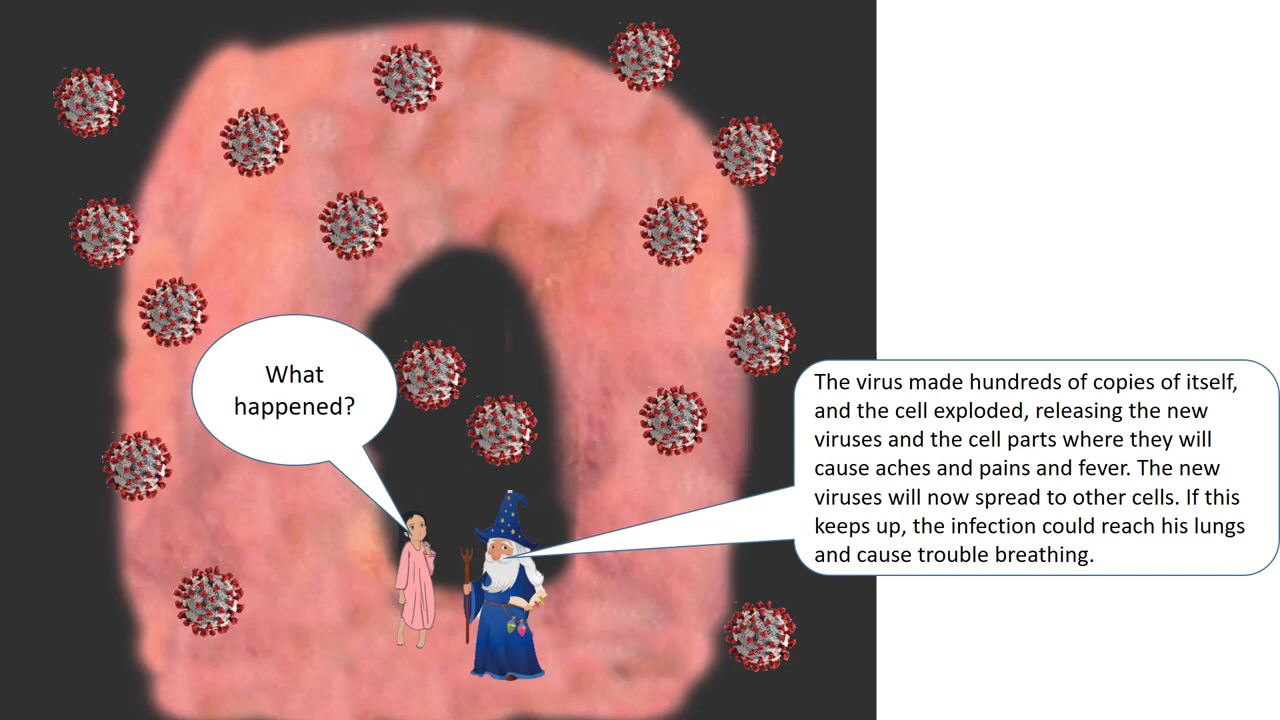 What
happened?
The virus made hundreds of copies of itself,
and the cell exploded, releasing the new
viruses and the cell parts where they will
cause aches and pains and fever. The new
viruses will now spread to other cells. If this
keeps up, the infection could reach his lungs
and cause trouble breathing.